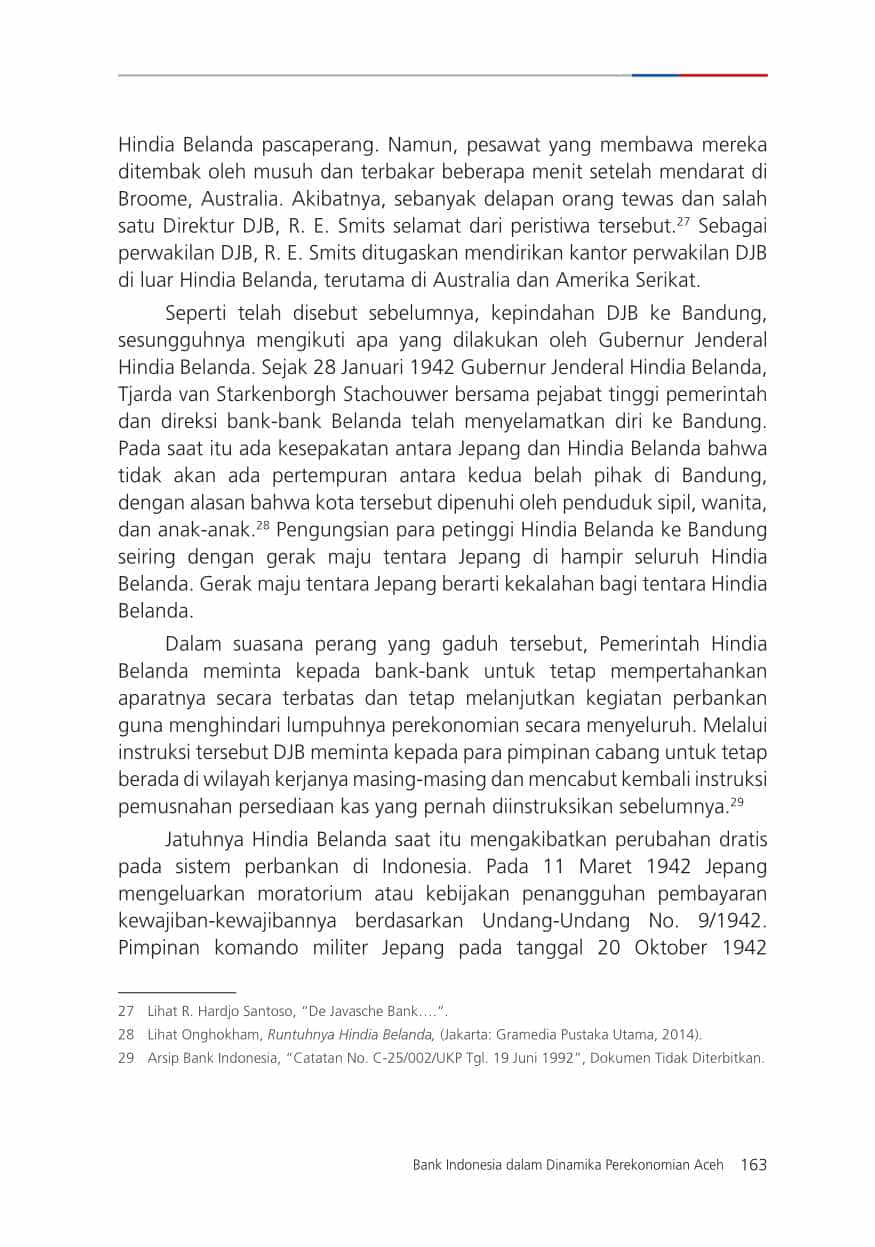 Hindia Belanda pascaperang. Namun, pesawat yang membawa mereka
ditembak oleh musuh dan terbakar beberapa menit setelah mendarat di
Broome, Australia. Akibatnya, sebanyak delapan orang tewas dan salah
satu Direktur DJB, R. E. Smits selamat dari peristiwa tersebut.27 Sebagai
perwakilan DJB, R. E. Smits ditugaskan mendirikan kantor perwakilan DJB
di luar Hindia Belanda, terutama di Australia dan Amerika Serikat.
Seperti telah disebut sebelumnya, kepindahan DJB ke Bandung,
sesungguhnya mengikuti apa yang dilakukan oleh Gubernur Jenderal
Hindia Belanda. Sejak 28 Januari 1942 Gubernur Jenderal Hindia Belanda,
Tjarda van Starkenborgh Stachouwer bersama pejabat tinggi pemerintah
dan direksi bank-bank Belanda telah menyelamatkan diri ke Bandung.
Pada saat itu ada kesepakatan antara Jepang dan Hindia Belanda bahwa
tidak akan ada pertempuran antara kedua belah pihak di Bandung,
dengan alasan bahwa kota tersebut dipenuhi oleh penduduk sipil, wanita,
dan anak-anak.28 Pengungsian para petinggi Hindia Belanda ke Bandung
seiring dengan gerak maju tentara Jepang di hampir seluruh Hindia
Belanda. Gerak maju tentara Jepang berarti kekalahan bagi tentara Hindia
Belanda.
Dalam suasana perang yang gaduh tersebut, Pemerintah Hindia
Belanda meminta kepada bank-bank untuk tetap mempertahankan
aparatnya secara terbatas dan tetap melanjutkan kegiatan perbankan
guna menghindari lumpuhnya perekonomian secara menyeluruh. Melalui
instruksi tersebut DJB meminta kepada para pimpinan cabang untuk tetap
berada di wilayah kerjanya masing-masing dan mencabut kembali instruksi
pemusnahan persediaan kas yang pernah diinstruksikan sebelumnya.29
Jatuhnya Hindia Belanda saat itu mengakibatkan perubahan dratis
pada sistem perbankan di Indonesia. Pada 11 Maret 1942 Jepang
mengeluarkan moratorium atau kebijakan penangguhan pembayaran
kewajiban-kewajibannya berdasarkan Undang-Undang No. 9/1942.
Pimpinan komando militer Jepang pada tanggal 20 Oktober 1942
27 Lihat R. Hardjo Santoso, “De Javasche Bank….“.
28 Lihat Onghokham, Runtuhnya Hindia Belanda, (Jakarta: Gramedia Pustaka Utama, 2014).
29 Arsip Bank Indonesia, “Catatan No. C-25/002/UKP Tgl. 19 Juni 1992”, Dokumen Tidak Diterbitkan.
Bank Indonesia dalam Dinamika Perekonomian Aceh 163